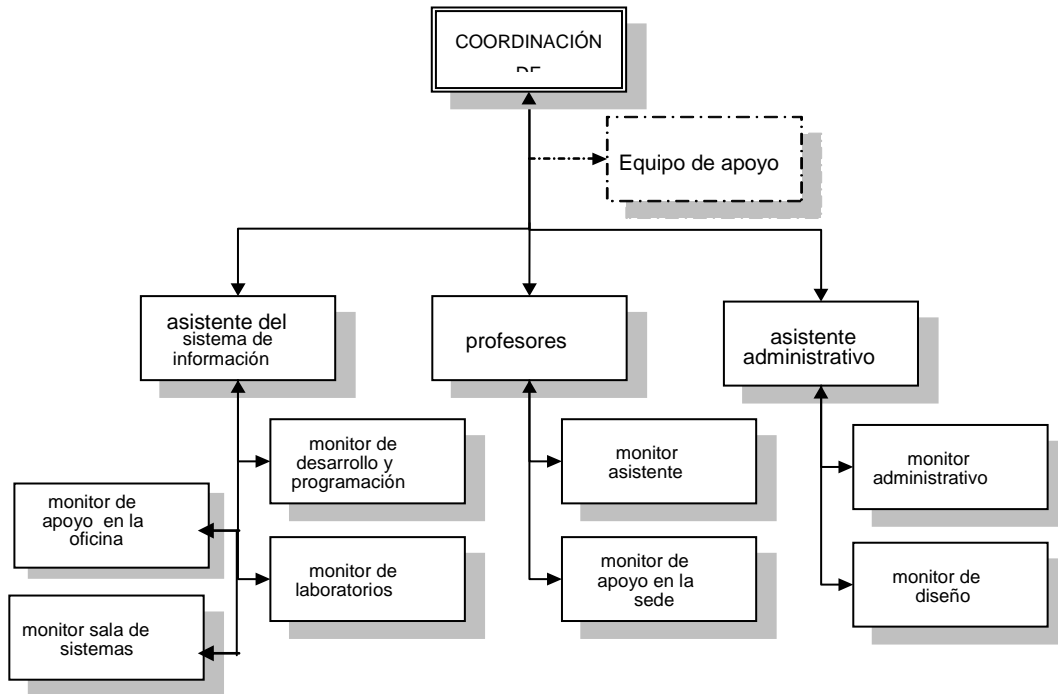 COORDINACIÓN
DE
Equipo de apoyo
asistente del
sistema de
información
profesores
asistente
administrativo
monitor de
desarrollo y
programación
monitor
asistente
monitor
administrativo
monitor de
apoyo en la
oficina
monitor de
laboratorios
monitor de
apoyo en la
sede
monitor de
diseño
monitor sala de
sistemas